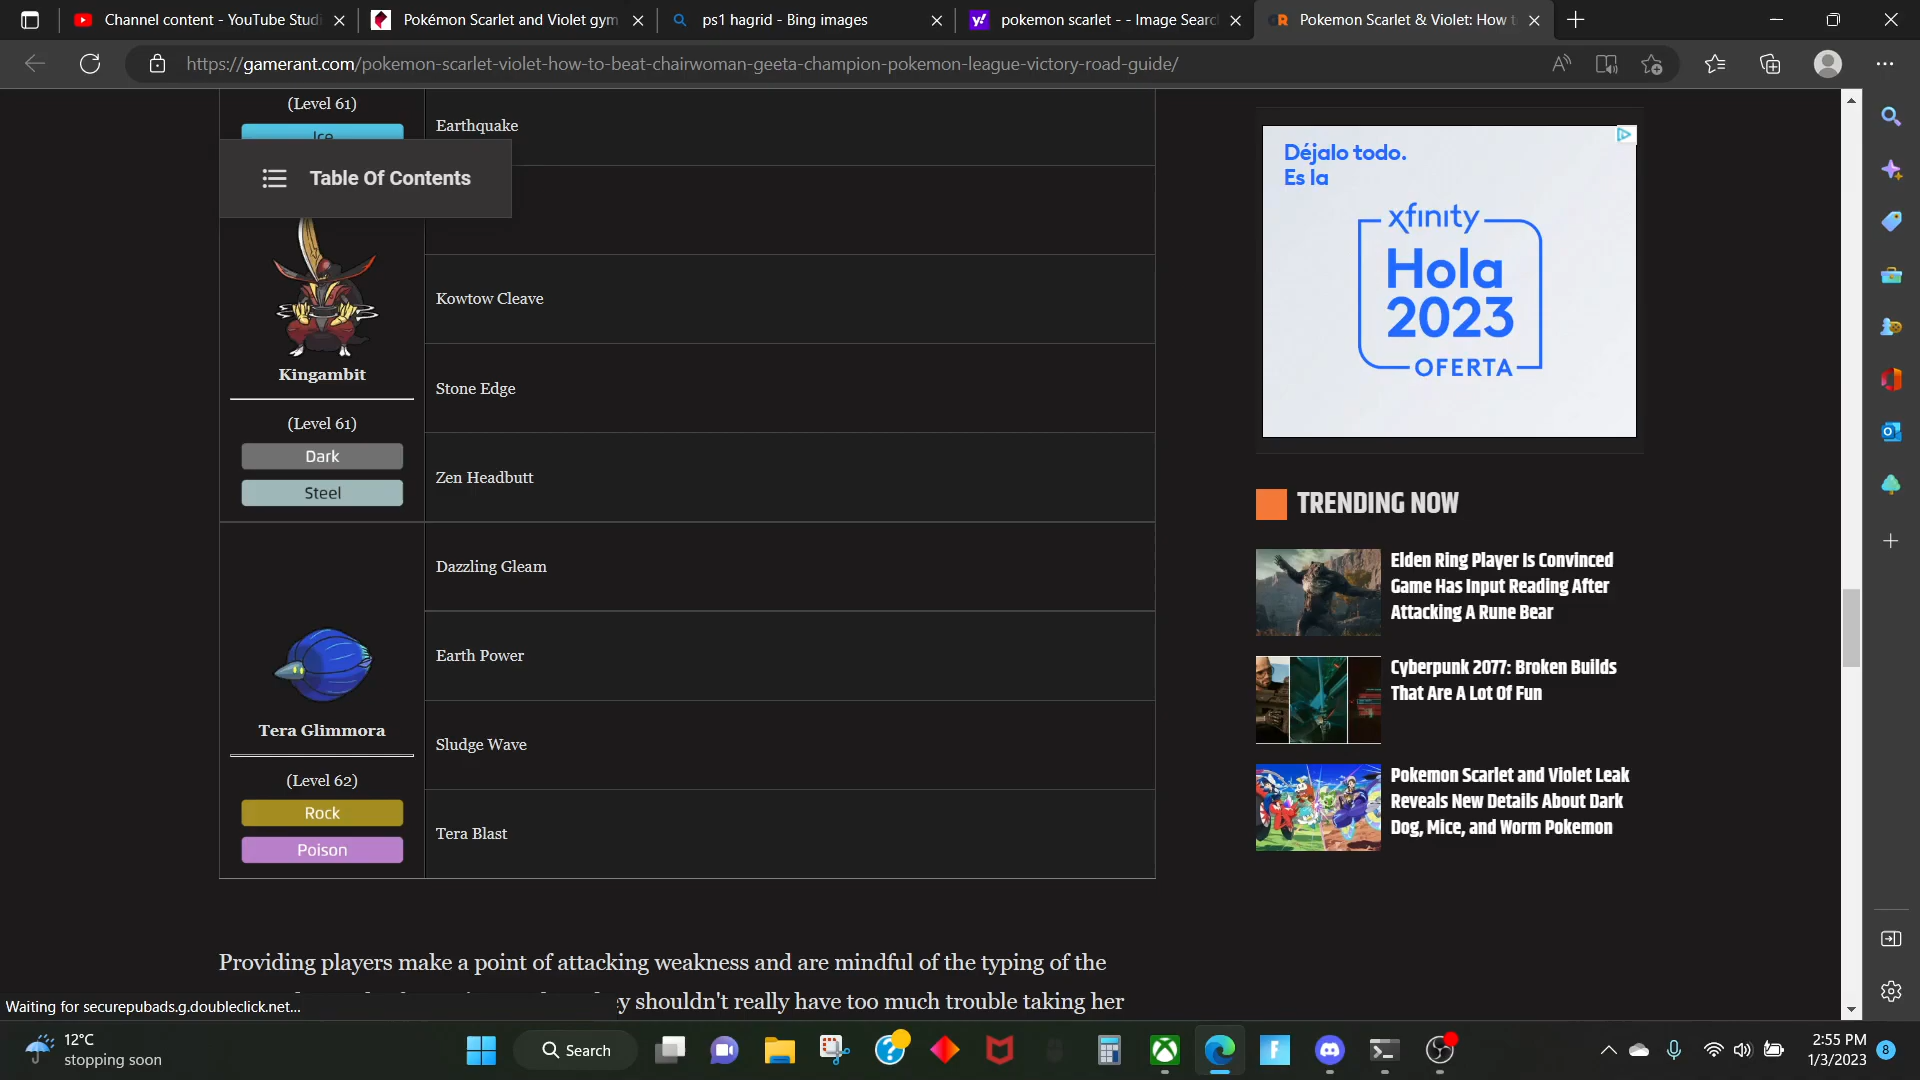 Channel content - YouTube Studi
Pokémon Scarlet and Violet gym
ps1 hagrid - Bing images
pokemon scarlet - - Image Searc
Pokemon Scarlet & Violet: How t
https://gamerant.com/pokemon-scarlet-violet-how-to-beat-chairwoman-geeta-champion-pokemon-league-victory-road-guide/
(Level 61)
Ice
Earthquake
Table Of Contents
Kowtow Cleave
Kingambit
Stone Edge
(Level 61)
Dark
Zen Headbutt
Steel
Dazzling Gleam
Earth Power
Tera Glimmora
Sludge Wave
(Level 62)
Rock
Tera Blast
Poison
Providing players make a point of attacking weakness and are mindful of the typing of the
y shouldn't really have too much trouble taking her
Déjalo todo.
Es la
xfinity
Hola
2023
OFERTA
TRENDING NOW
Elden Ring Player Is Convinced
Game Has Input Reading After
Attacking A Rune Bear
Cyberpunk 2077: Broken Builds
That Are A Lot Of Fun
Pokemon Scarlet and Violet Leak
Reveals New Details About Dark
Dog, Mice, and Worm Pokemon
Waiting for securepubads.g.doubleclick.net...
12°C
stopping soon
Search
2:55 PM
1/3/2023
8